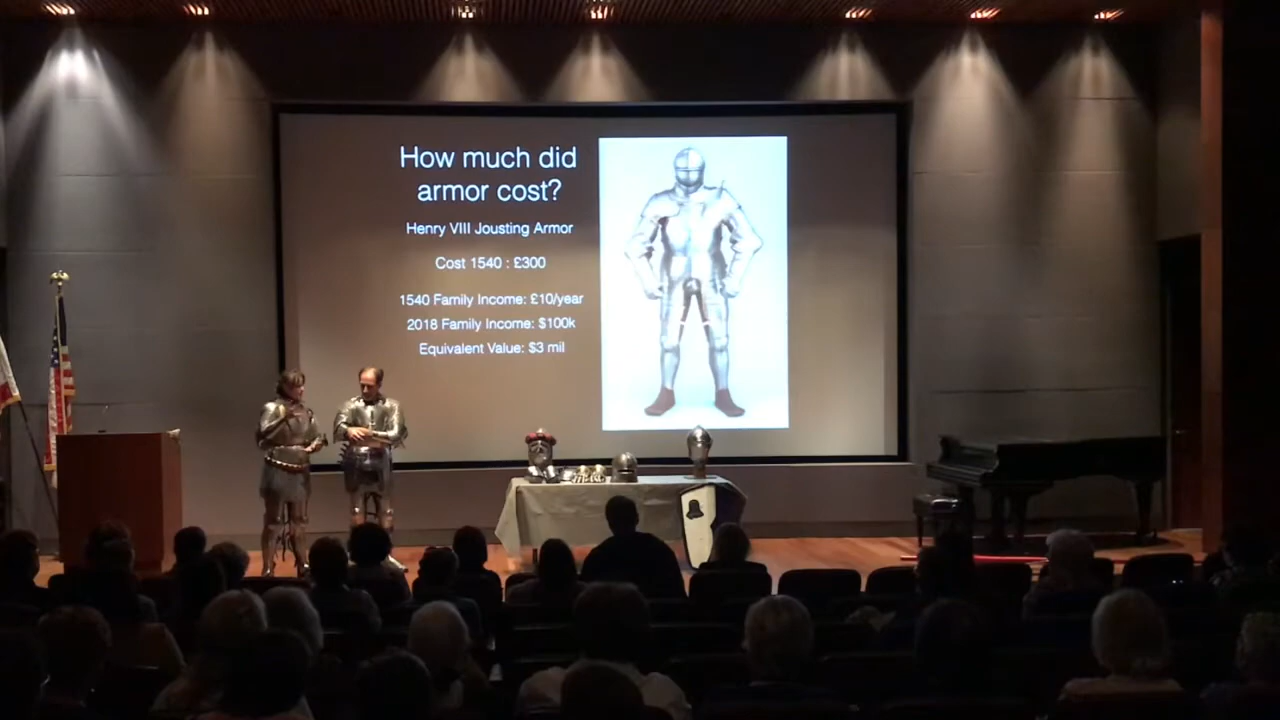 How much did
armor cost?
Henry VIII Jousting Armor
Cost 1540 : £300
1540 Family Income: £10/year
2018 Family Income: $100k
Equivalent Value: $3 mil